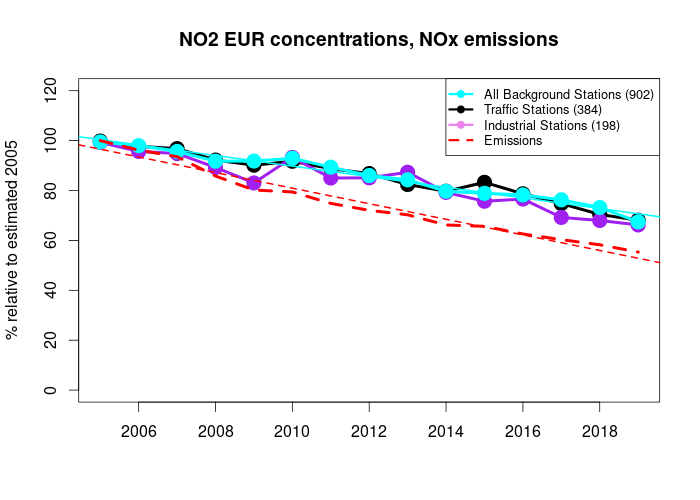 NO2 EUR concentrations, NOx emissions
All Background Stations (902)
Traffic Stations (384)
Industrial Stations (198)
Emissions
% relative to estimated 2005
120
100
80
60
40
20
0
2006 2008 2010 2012 2014 2016 2018